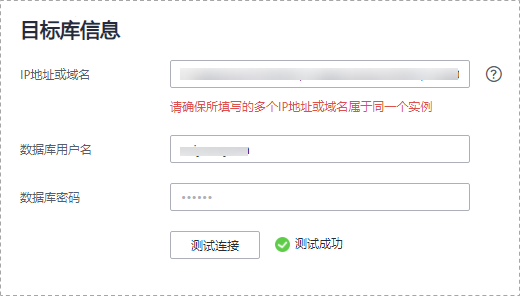 目标库信息
IP地址或域名
请确保所填写的多个IP地址或域名属于同一个实例
数据库用户名
数据库密码 ••••••
测试连接 测试成功